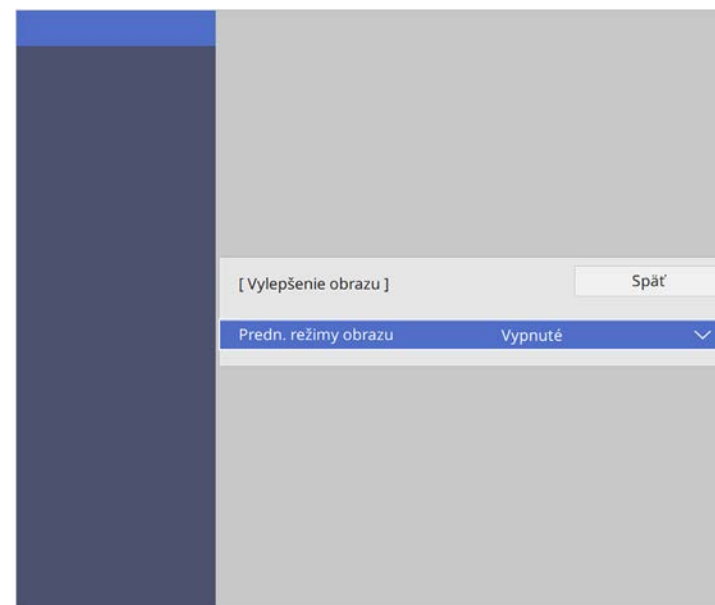 [ Vylepšenie obrazu ]
Späť
Predn. režimy obrazu
Vypnuté